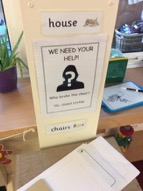 house
WE NEED YOUR
HELP!
Who broke the chair?
chairs